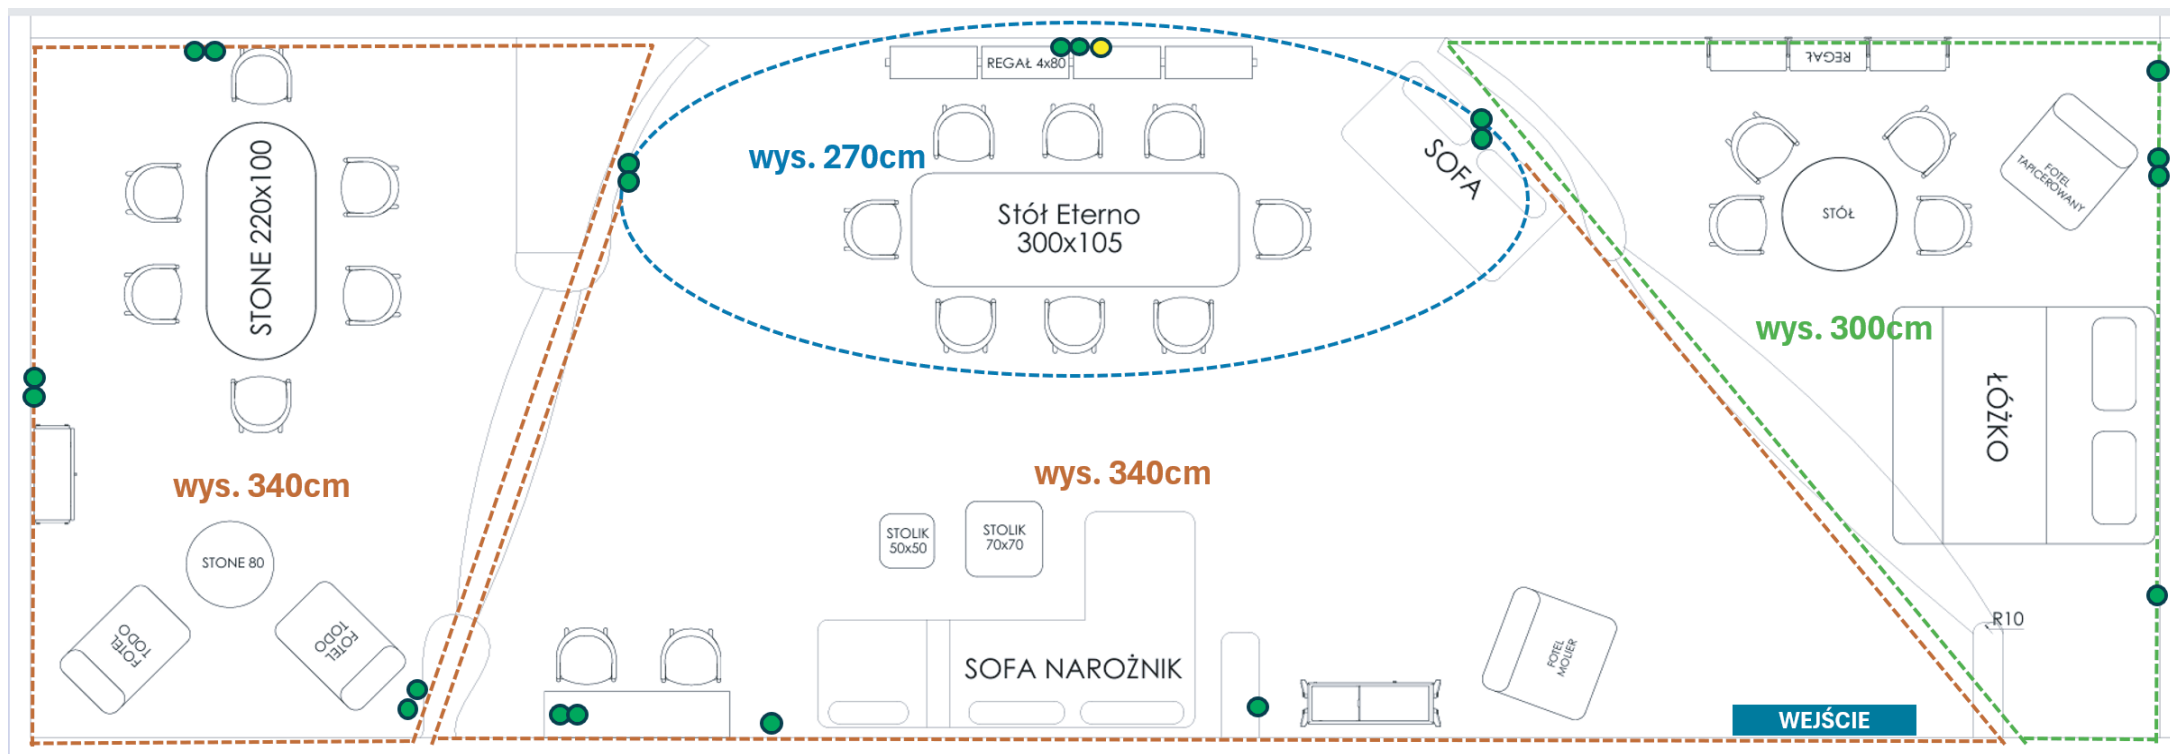 REGAŁ 4x80
REGAŁ
STONE 220x100
wys. 270cm
SOFA
FOTEL
TAPICEROWANY
Stół Eterno
300x105
STÓŁ
wys. 300cm
ŁÓŻKO
wys. 340cm
wys. 340cm
STONE 80
STOLIK
50x50
STOLIK
70x70
FOTEL
TODO
FOTEL
TODO
SOFA NAROŻNIK
FOTEL
MOLIER
R10
WEJŚCIE